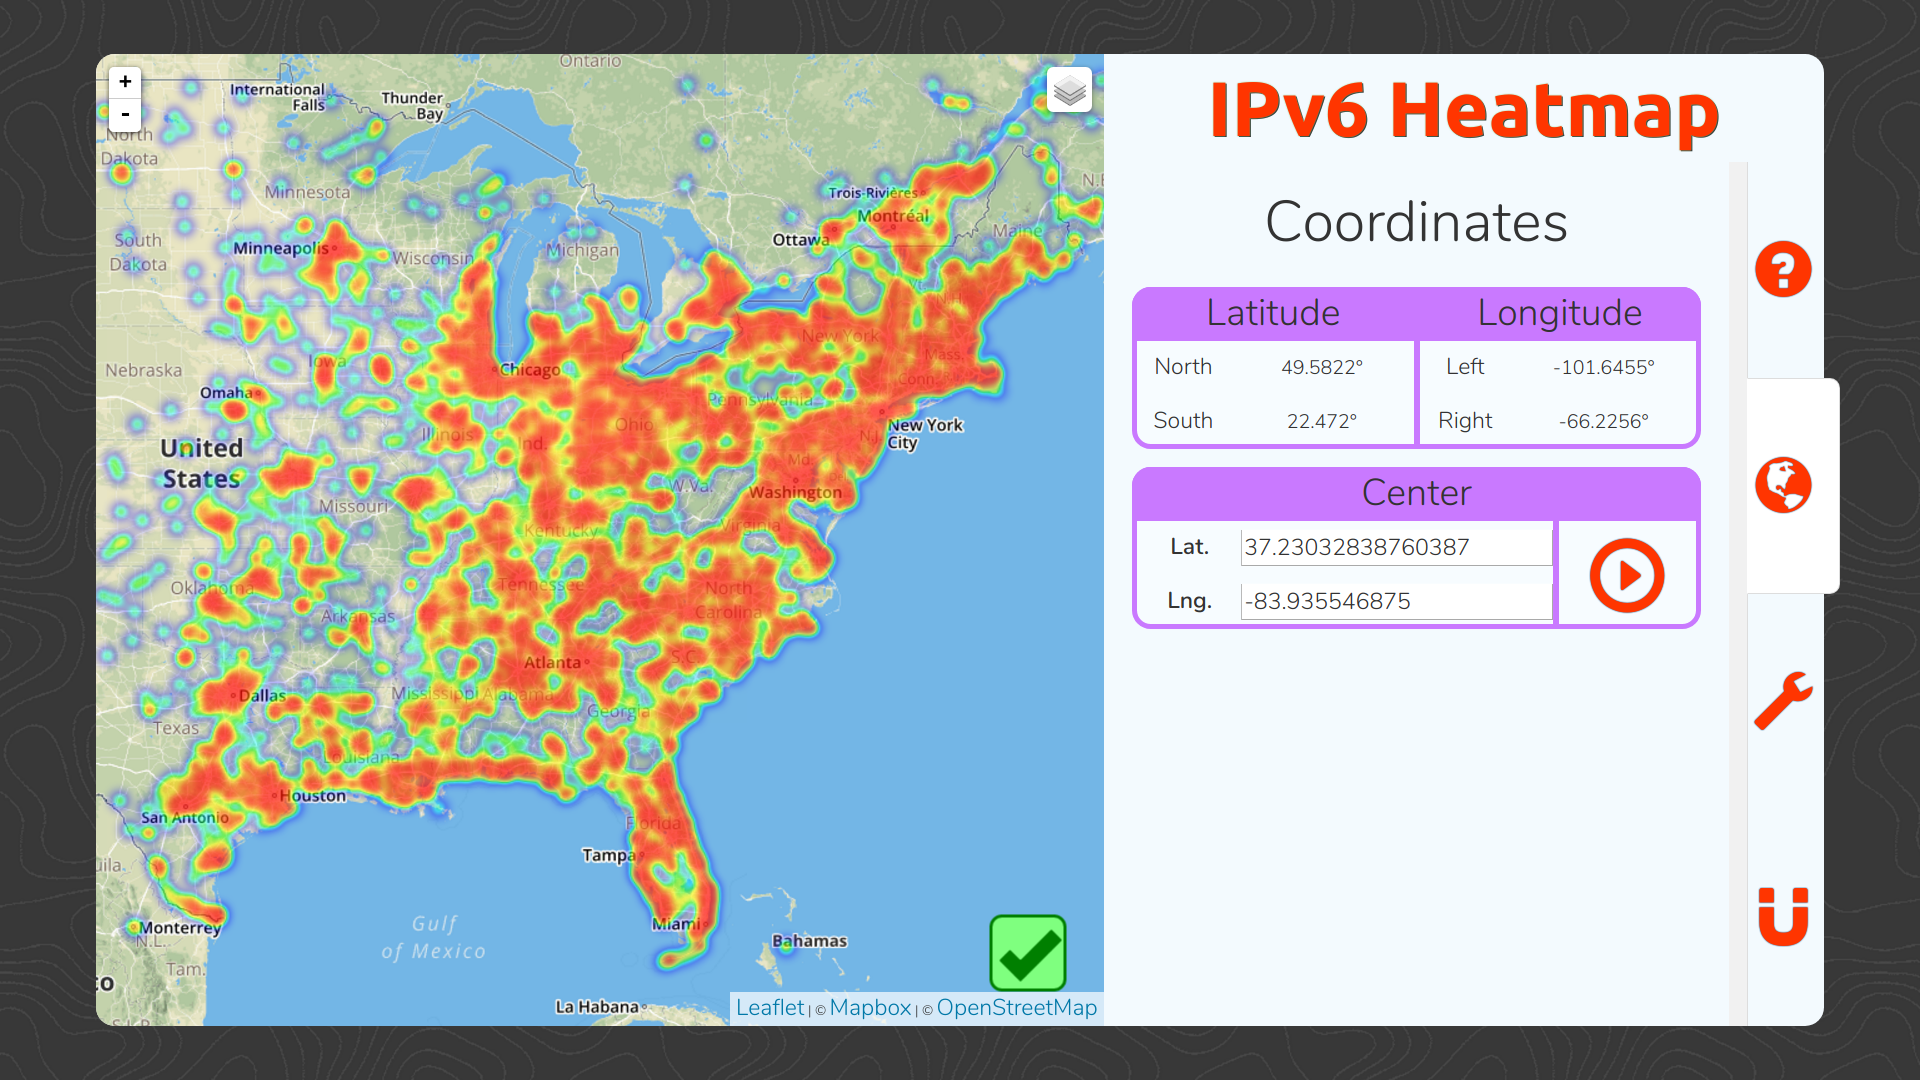 IPv6 Heatmap
Coordinates
Latitude
Longitude
North
49.5822°
Left
-101.6455°
South
22.472°
Right
-66.2256°
Center
Lat.
37.23032838760387
Lng.
-83.935546875
+
-
Ontario
International
Falls
Thunder
Bay
North
Dakota
Minnesota
Trois-Rivières
Montréal
Ottawa
Maine
South
Dakota
Minneapolis
Wisconsin
Michigan
Vt.
N.H.
New York
Mass.
Conn.
Nebraska
Iowa
Chicago
Omaha
Pennsylvania
Illinois
Ind.
Ohio
N.J.
New York
City
United
States
Md.
W.Va.
Washington
Missouri
Kentucky
Virginia
Oklahoma
Tennessee
North
Carolina
Arkansas
Atlanta
S.C.
Dallas
Mississippi
Alabama
Georgia
Texas
Louisiana
Houston
San Antonio
Florida
Tampa
uila.
Gulf
of Mexico
Miami
Monterrey
N.L.
Bahamas
Tam.
co
La Habana
Leaflet | © Mapbox | © OpenStreetMap